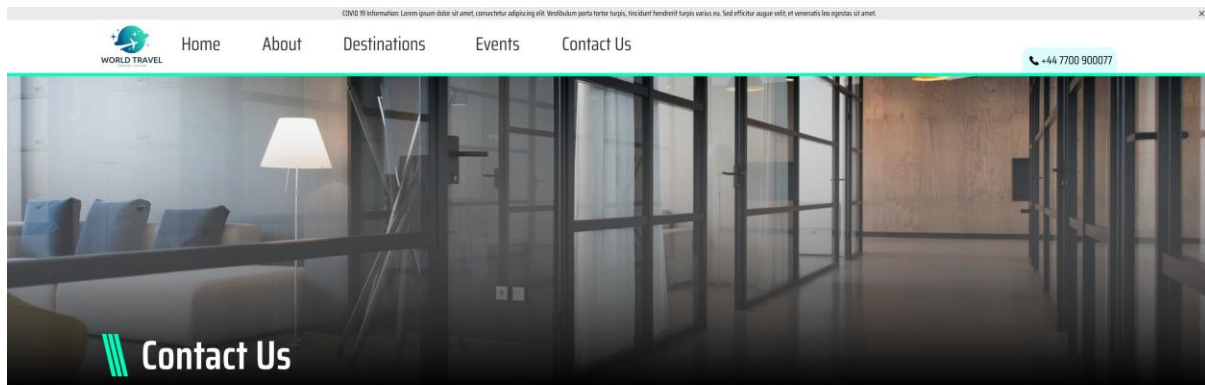 COVID 19 Information: Lorem ipsum dolor sit amet, consectetur adipiscing elit. Vestibulum porta tortor turpis, tincidunt hendrerit turpis varius eu. Sed efficitur augue velit, et venenatis leo egestas sit amet.
WORLD TRAVEL
Home About Destinations Events Contact Us
+44 7700 900077
Contact Us